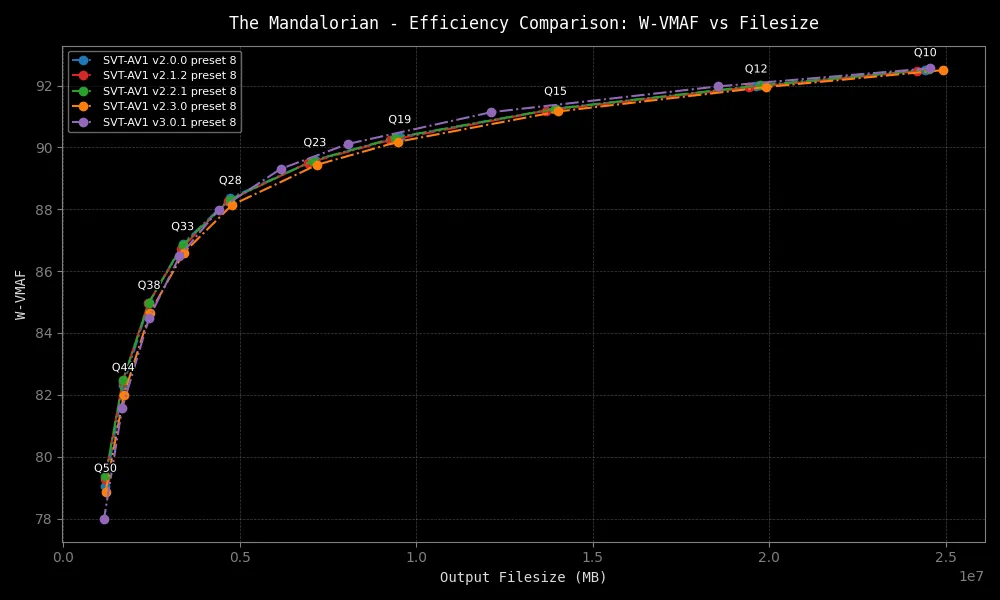 The Mandalorian - Efficiency Comparison: W-VMAF vs Filesize
SVT-AV1 v2.0.0 preset 8
SVT-AV1 v2.1.2 preset 8
SVT-AV1 v2.2.1 preset 8
SVT-AV1 v2.3.0 preset 8
SVT-AV1 v3.0.1 preset 8
Q10
Q12
Q15
Q19
Q23
Q28
Q33
Q38
Q44
Q50
W-VMAF
92
90
88
86
84
82
80
78
0.0
0.5
1.0
1.5
2.0
2.5
1e7
Output Filesize (MB)